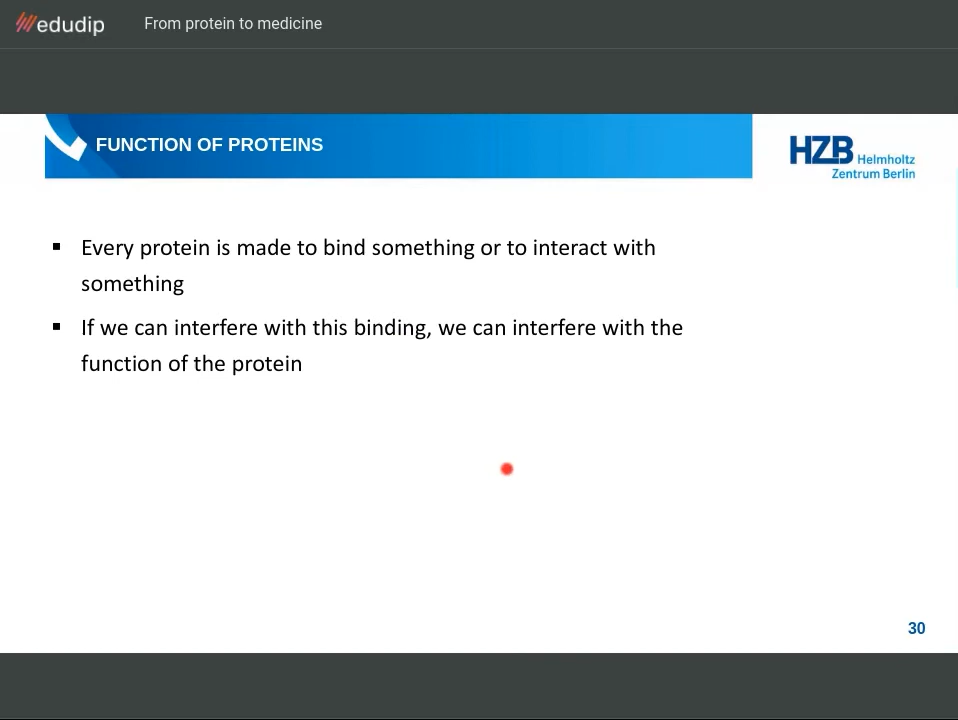 edudip
From protein to medicine
FUNCTION OF PROTEINS
HZB Helmholtz
Zentrum Berlin
▪ Every protein is made to bind something or to interact with
something
▪ If we can interfere with this binding, we can interfere with the
function of the protein
30